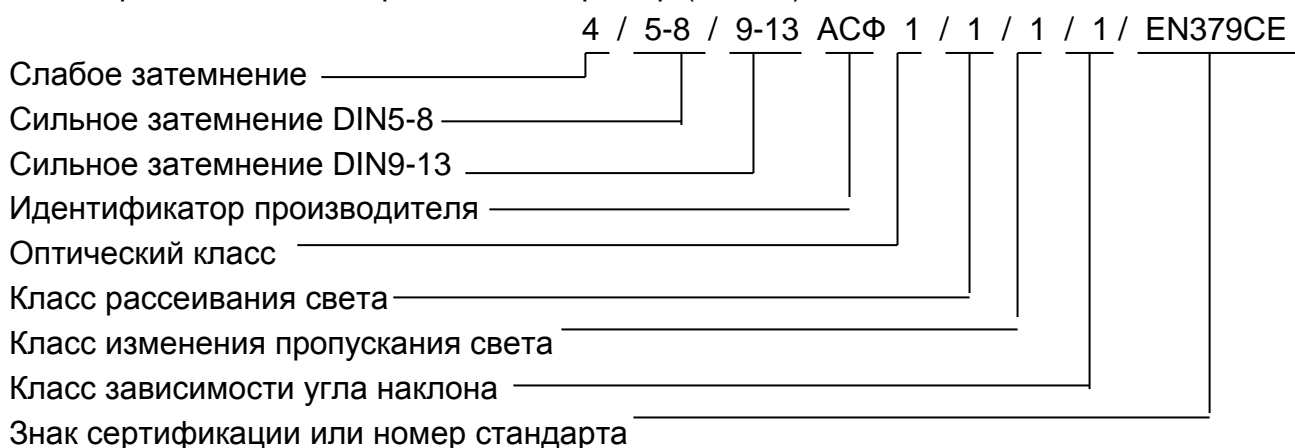 4 / 5-8 / 9-13 АСФ 1 / 1 / 1 / 1 / EN379CE
Слабое затемнение
Сильное затемнение DIN5-8
Сильное затемнение DIN9-13
Идентификатор производителя
Оптический класс
Класс рассеивания света
Класс изменения пропускания света
Класс зависимости угла наклона
Знак сертификации или номер стандарта